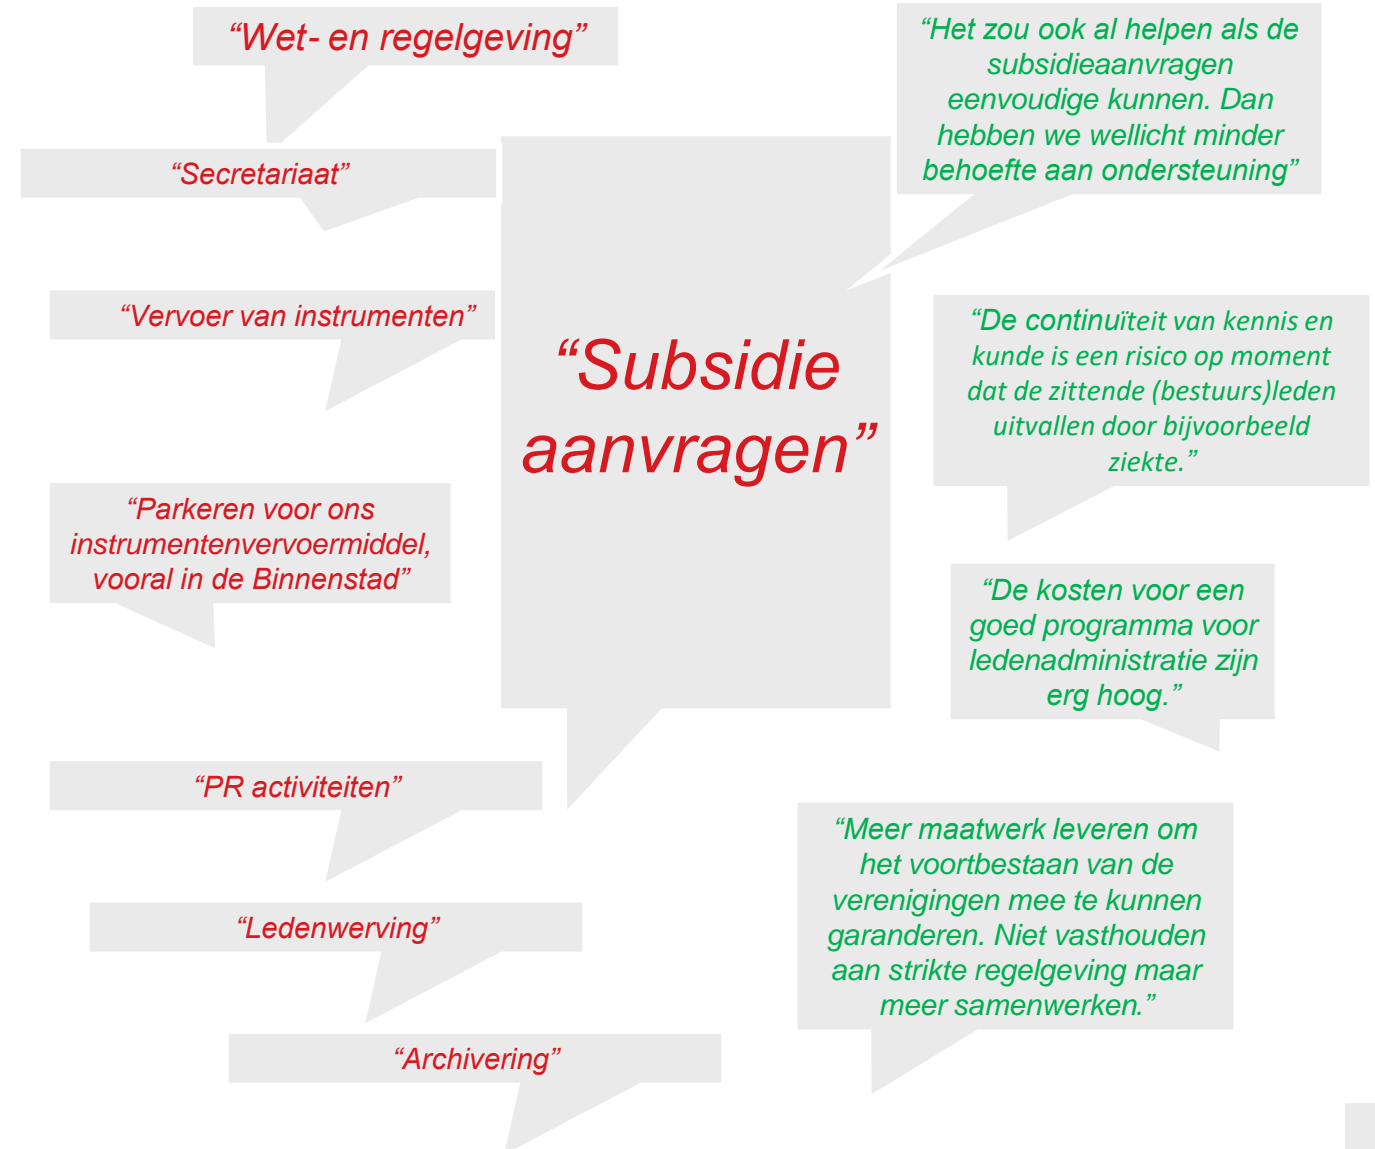 “Wet- en regelgeving”
“Secretariaat”
“Vervoer van instrumenten”
“Parkeren voor ons
instrumentenvervoermiddel,
vooral in de Binnenstad”
“PR activiteiten”
“Ledenwerving”
“Archivering”
“Subsidie
aanvragen”
“Het zou ook al helpen als de
subsidieaanvragen
eenvoudige kunnen. Dan
hebben we wellicht minder
behoefte aan ondersteuning”
“De continuïteit van kennis en
kunde is een risico op moment
dat de zittende (bestuurs)leden
uitvallen door bijvoorbeeld
ziekte.”
“De kosten voor een
goed programma voor
ledenadministratie zijn
erg hoog.”
“Meer maatwerk leveren om
het voortbestaan van de
verenigingen mee te kunnen
garanderen. Niet vasthouden
aan strikte regelgeving maar
meer samenwerken.”